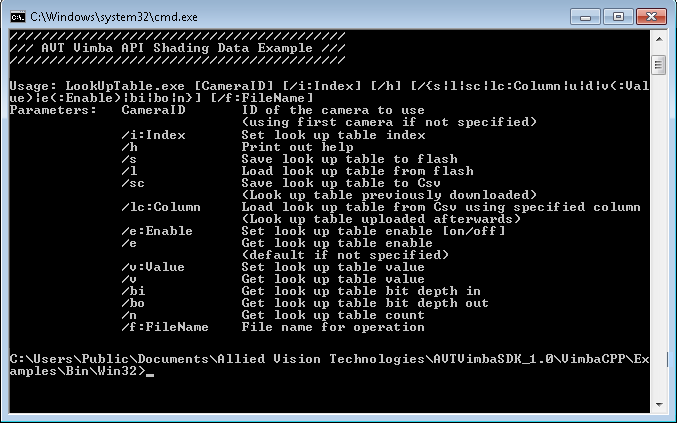 C:\Windows\system32\cmd.exe
//////////////////////////////////////////
/// AVT Vimba API Shading Data Example ///
//////////////////////////////////////////
Usage: LookUpTable.exe [CameraID] [/i:Index] [/h] [/{s|l|sc|lc:Column|u|d|v(:Val
ue)|e(:Enable)|bi|bo|n}] [/f:FileName]
Parameters: CameraID ID of the camera to use
(using first camera if not specified)
/i:Index Set look up table index
/h Print out help
/s Save look up table to flash
/l Load look up table from flash
/sc Save look up table to Csv
(Look up table previously downloaded)
/lc:Column Load look up table from Csv using specified column
(Look up table uploaded afterwards)
/e:Enable Set look up table enable [on/off]
/e Get look up table enable
(default if not specified)
/v:Value Set look up table value
/v Get look up table value
/bi Get look up table bit depth in
/bo Get look up table bit depth out
/n Get look up table count
/f:FileName File name for operation
C:\Users\Public\Documents\Allied Vision Technologies\AVTVimbaSDK_1.0\VimbaCPP\Ex
amples\Bin\Win32>_